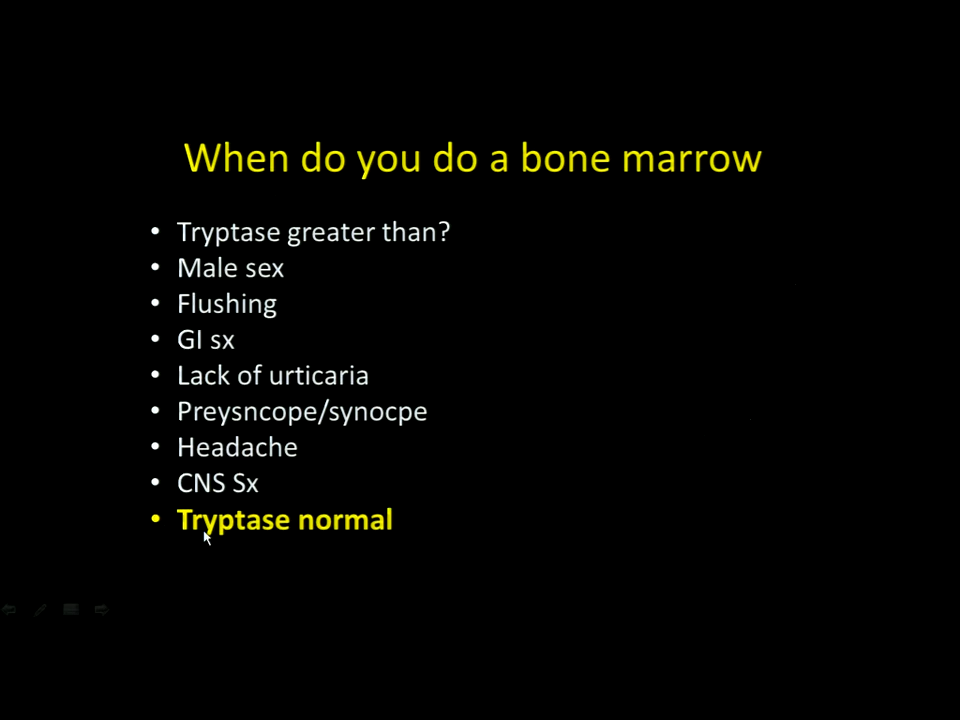 When do you do a bone marrow
• Tryptase greater than?
• Male sex
• Flushing
• GI sx
• Lack of urticaria
• Preysncope/synocpe
• Headache
• CNS Sx
• Tryptase normal